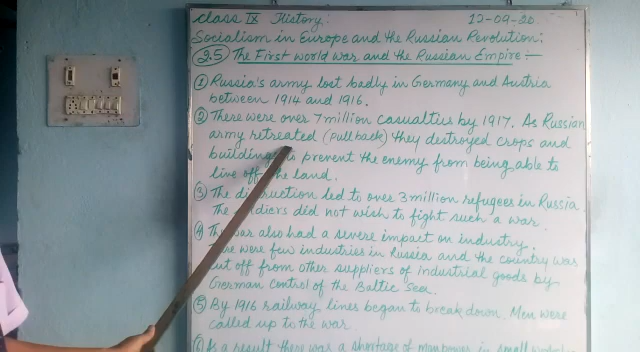 class IX History: 12-09-20
Socialism in Europe and the Russian Revolution:
2.5 The First world war and the Russian Empire:-
① Russia's army lost badly in Germany and Austria
between 1914 and 1916.
② There were over 7 million casualties by 1917. As Russian
army retreated (pull back) they destroyed crops and
buildings to prevent the enemy from being able to
live off the land.
③ The led to over 3 million refugees in Russia
The did not wish to fight such a war.
④ war also had a severe impact on industry.
were few industries in Russia and the country was
cut off from other suppliers of industrial goods by
German control of the Baltic Sea.
⑤ By 1916 railway lines began to break down. Men were
called up to the war.
⑥ As a result there was a shortage of manpower in small